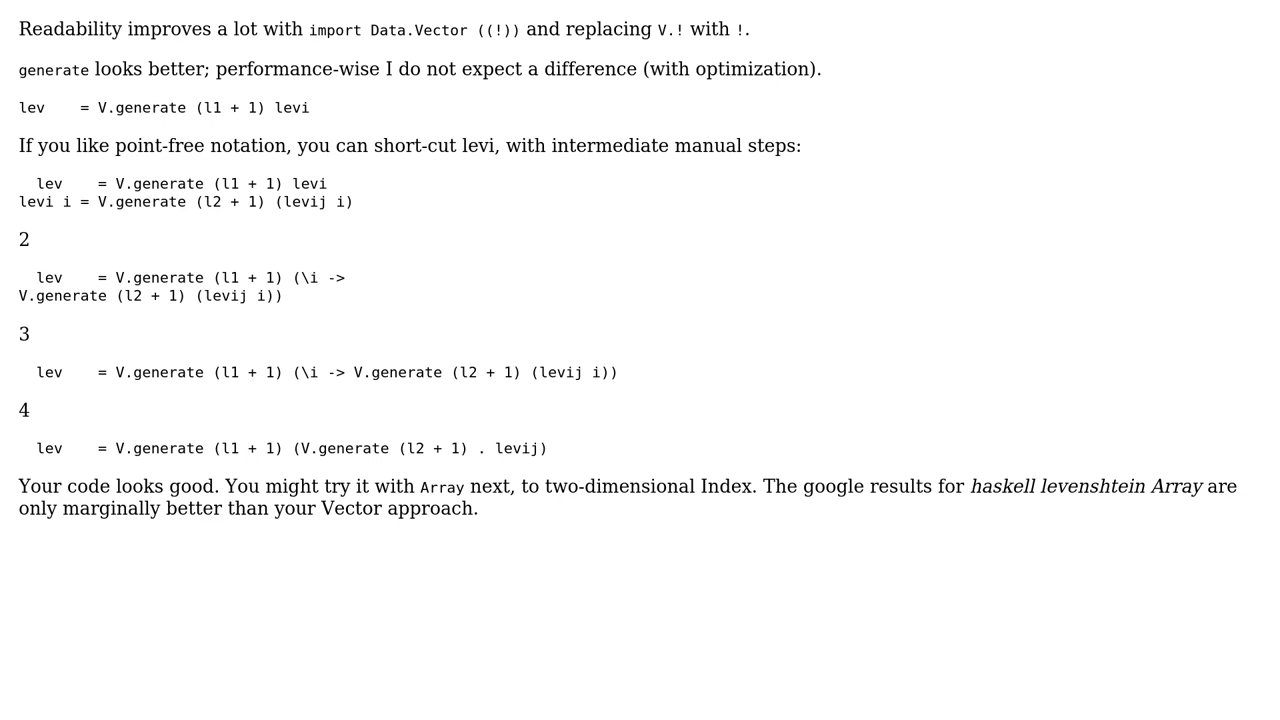 Readability improves a lot with import Data.Vector ((!)) and replacing V.! with !.
generate looks better; performance-wise I do not expect a difference (with optimization).
lev    = V.generate (l1 + 1) levi
If you like point-free notation, you can short-cut levi, with intermediate manual steps:
  lev    = V.generate (l1 + 1) levi
levi i = V.generate (l2 + 1) (levij i)
2
  lev    = V.generate (l1 + 1) (\i ->
V.generate (l2 + 1) (levij i))
3
  lev    = V.generate (l1 + 1) (\i -> V.generate (l2 + 1) (levij i))
4
  lev    = V.generate (l1 + 1) (V.generate (l2 + 1) . levij)
Your code looks good. You might try it with Array next, to two-dimensional Index. The google results for haskell levenshtein Array are
only marginally better than your Vector approach.